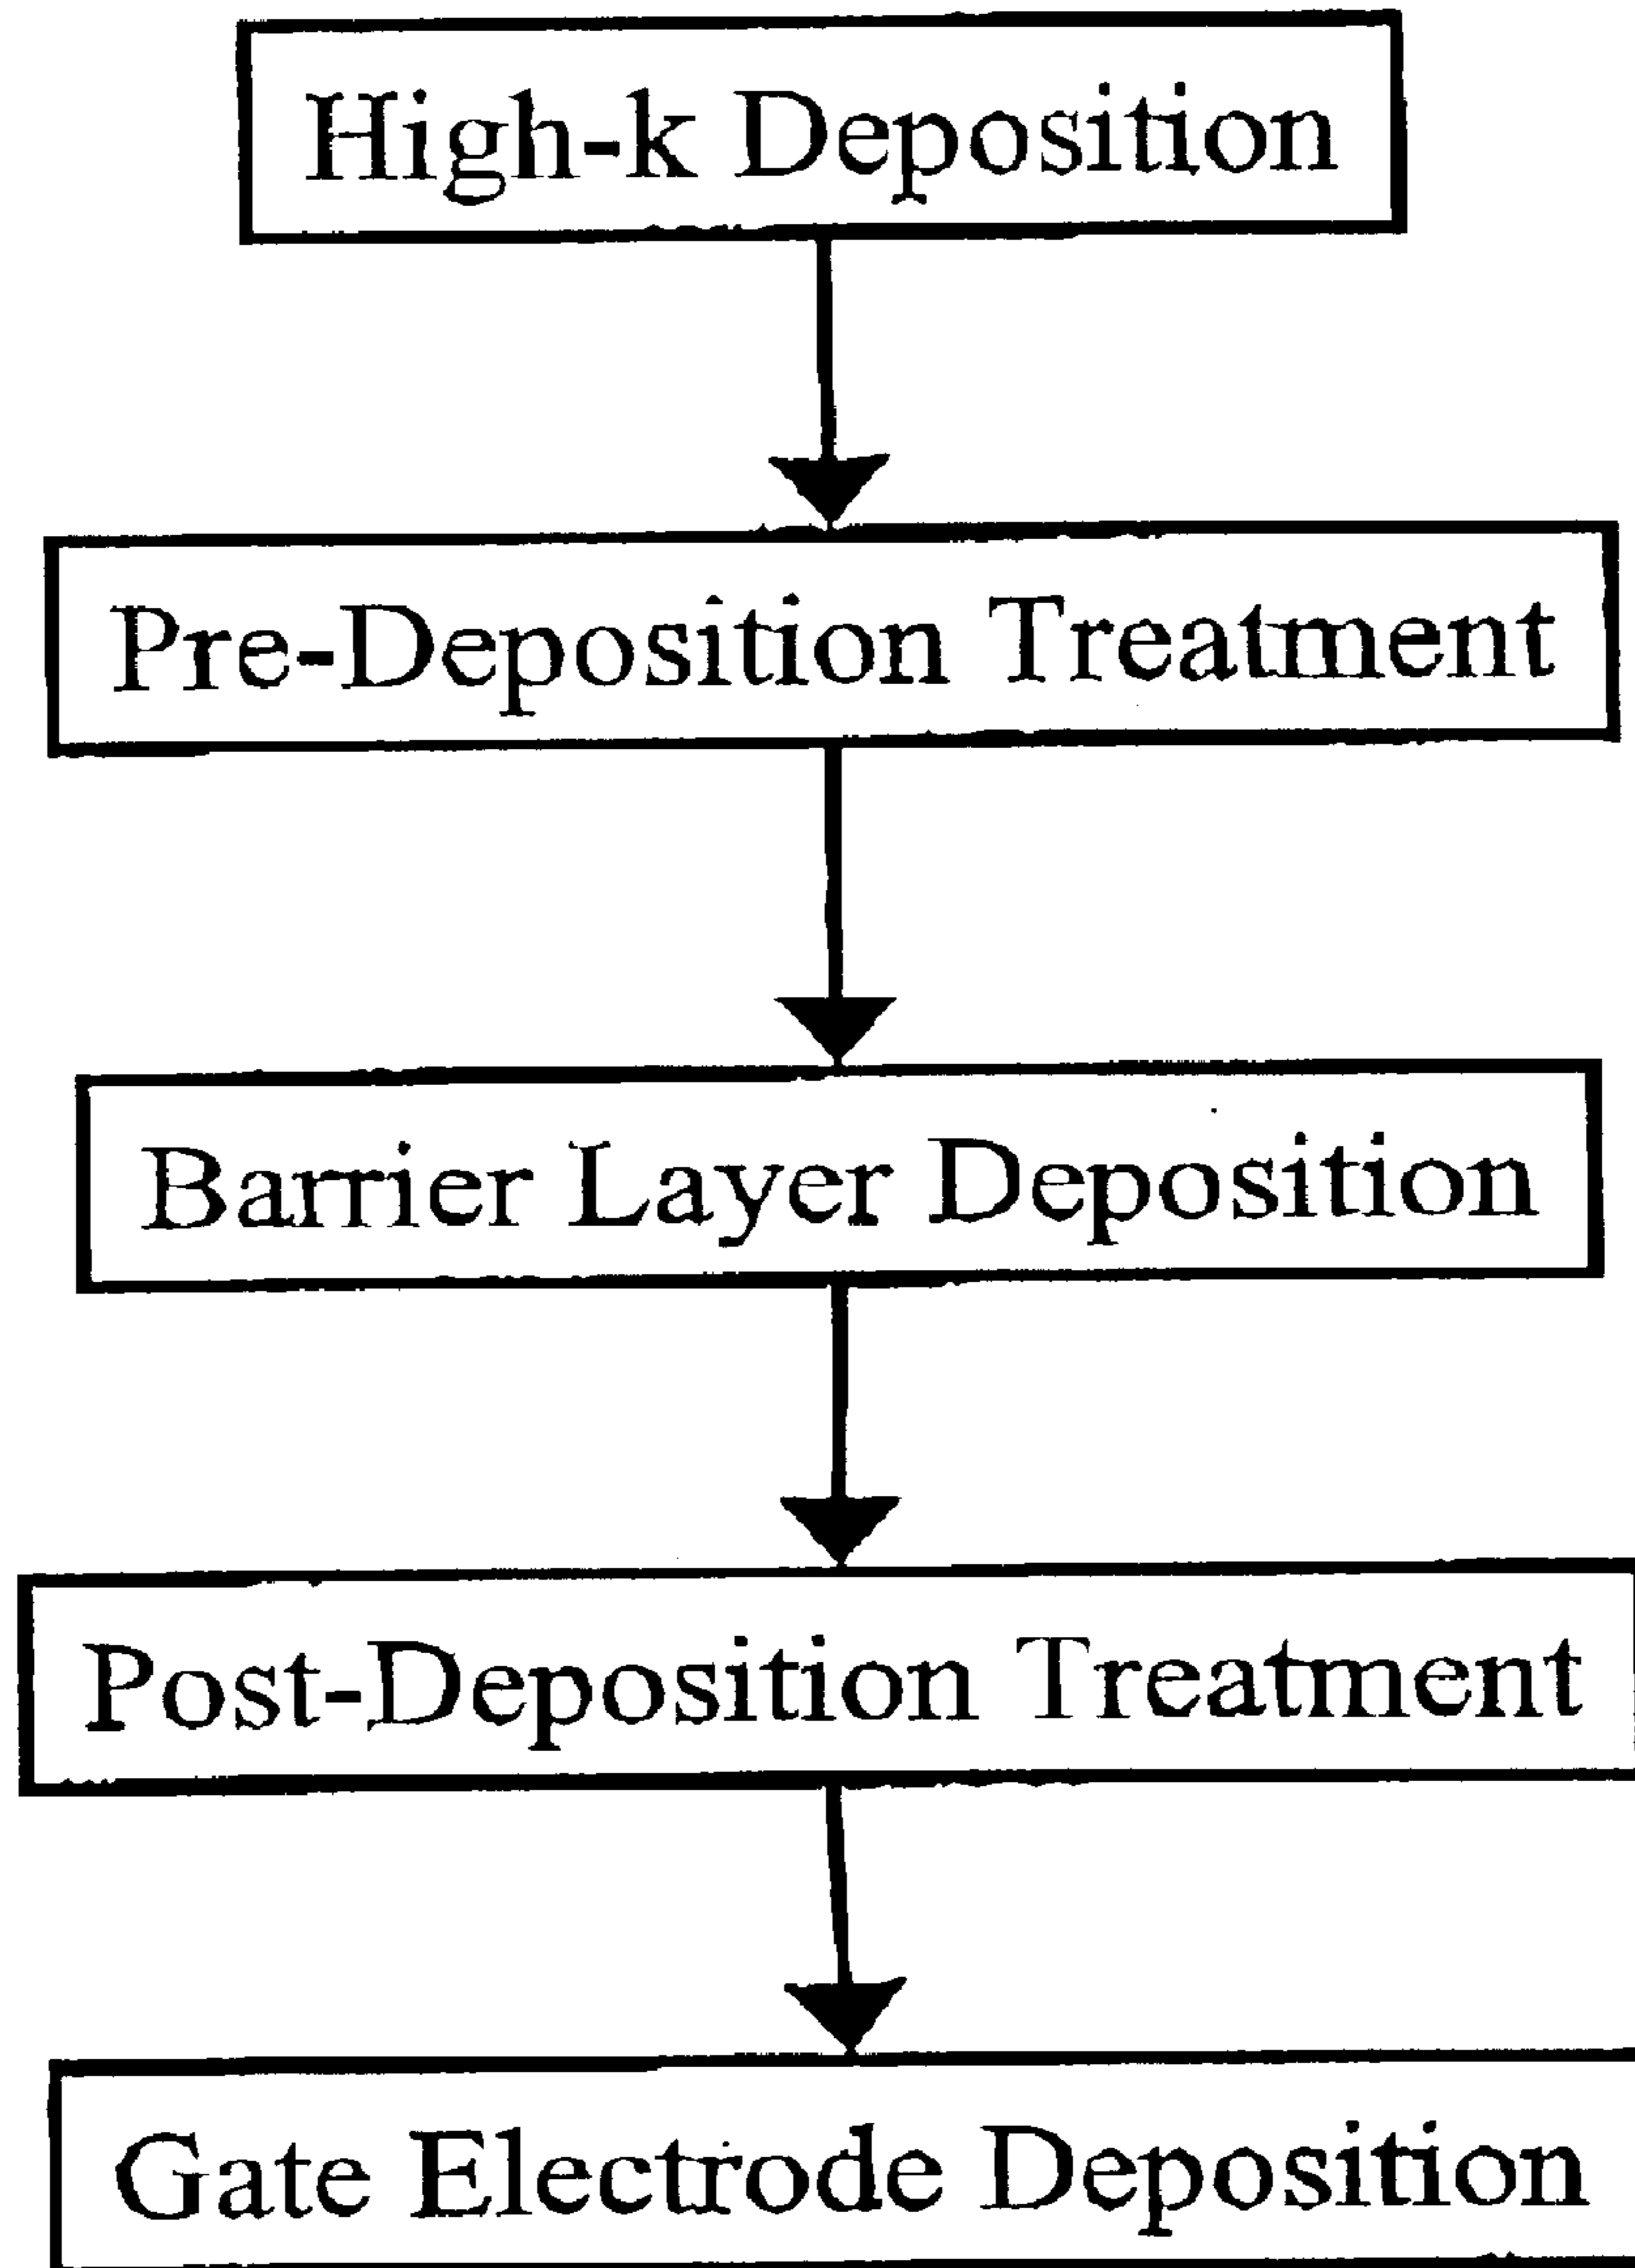 High-k Deposition
Pre-Deposition Treatment
Barrier Layer Deposition
Post-Deposition Treatment
Gate Electrode Deposition